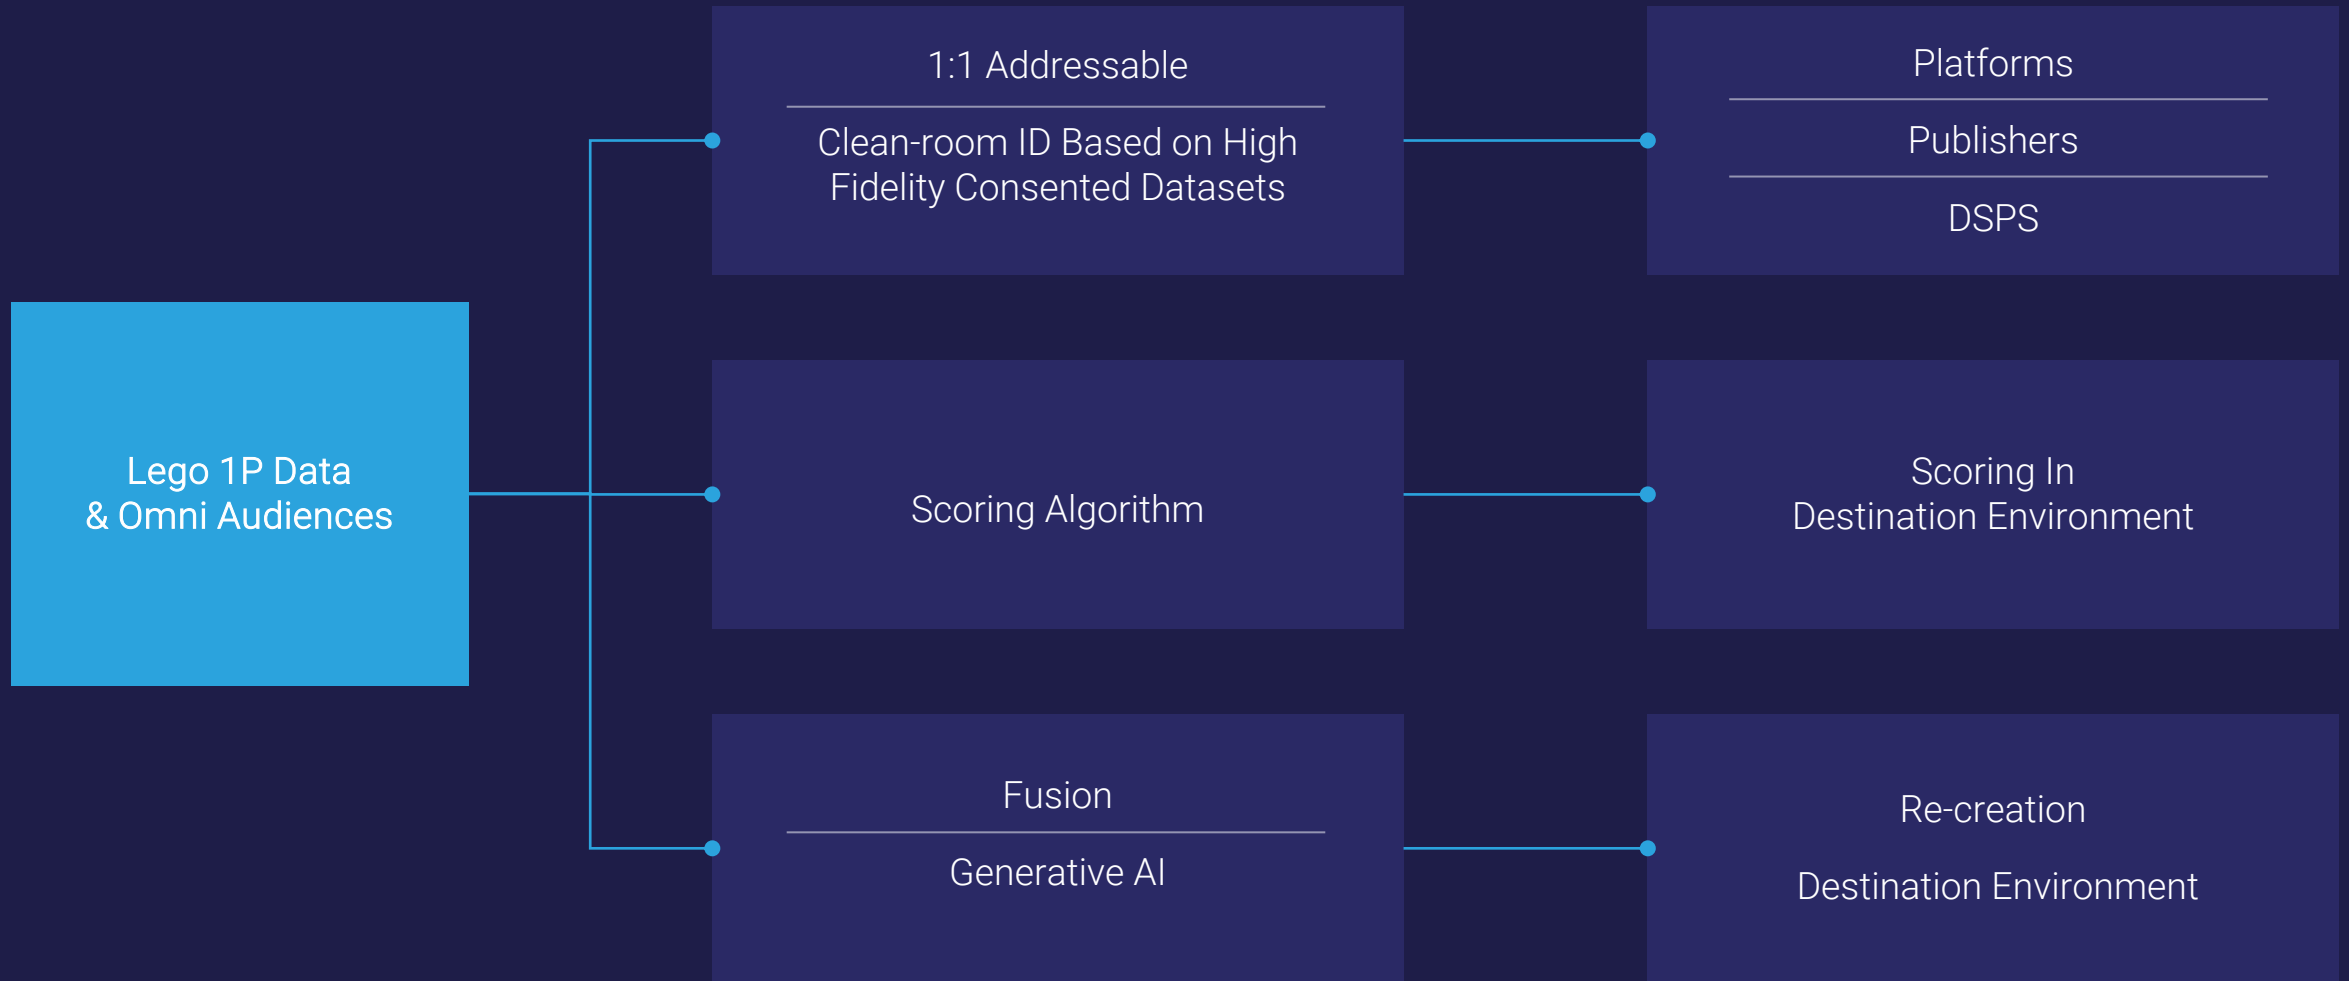 1:1 Addressable
Clean-room ID Based on High
Fidelity Consented Datasets
Platforms
Publishers
DSPS
Lego 1P Data
& Omni Audiences
Scoring Algorithm
Scoring In
Destination Environment
Fusion
Generative AI
Re-creation
Destination Environment